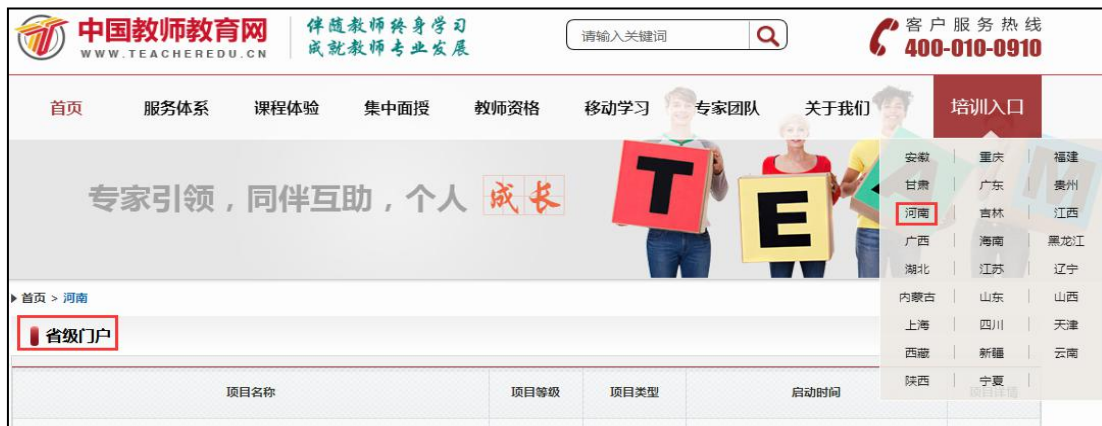 中国教师教育网
WWW.TEACHEREDU.CN
伴随教师终身学习
成就教师专业发展
请输入关键词
客户服务热线
400-010-0910
首页 服务体系 课程体验 集中面授 教师资格 移动学习 专家团队 关于我们 培训入口
专家引领，同伴互助，个人 成长
T E A M
安徽 重庆 福建
甘肃 广东 贵州
河南 吉林 江西
广西 海南 黑龙江
湖北 江苏 辽宁
内蒙古 山东 山西
上海 四川 天津
西藏 新疆 云南
陕西 宁夏
首页 > 河南
省级门户
项目名称 项目等级 项目类型 启动时间 项目详情